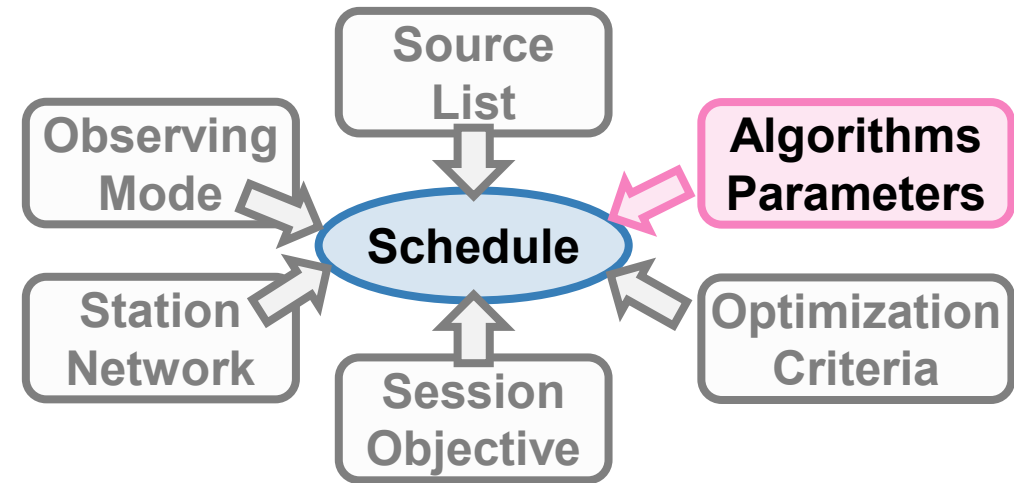 Source
List
Observing
Mode
Algorithms
Parameters
Schedule
Station
Network
Optimization
Criteria
Session
Objective